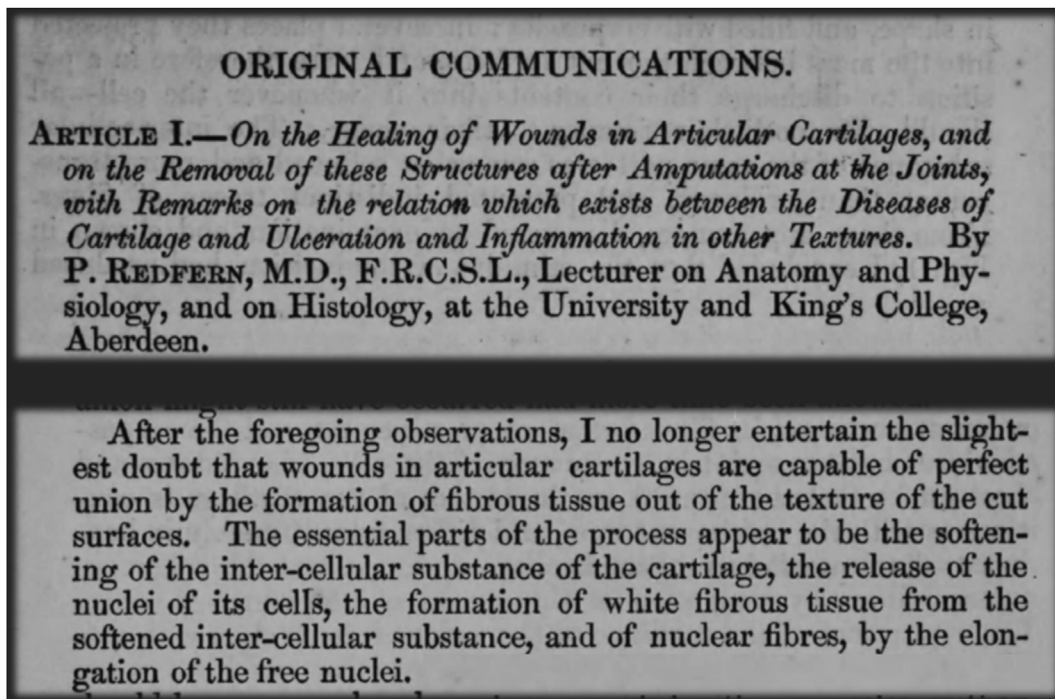 ORIGINAL COMMUNICATIONS.
ARTICLE I.—On the Healing of Wounds in Articular Cartilages, and
on the Removal of these Structures after Amputations at the Joints,
with Remarks on the relation which exists between the Diseases of
Cartilage and Ulceration and Inflammation in other Textures. By
P. REDFERN, M.D., F.R.C.S.L., Lecturer on Anatomy and Phy-
siology, and on Histology, at the University and King's College,
Aberdeen.
After the foregoing observations, I no longer entertain the slight-
est doubt that wounds in articular cartilages are capable of perfect
union by the formation of fibrous tissue out of the texture of the cut
surfaces. The essential parts of the process appear to be the soften-
ing of the inter-cellular substance of the cartilage, the release of the
nuclei of its cells, the formation of white fibrous tissue from the
softened inter-cellular substance, and of nuclear fibres, by the elon-
gation of the free nuclei.